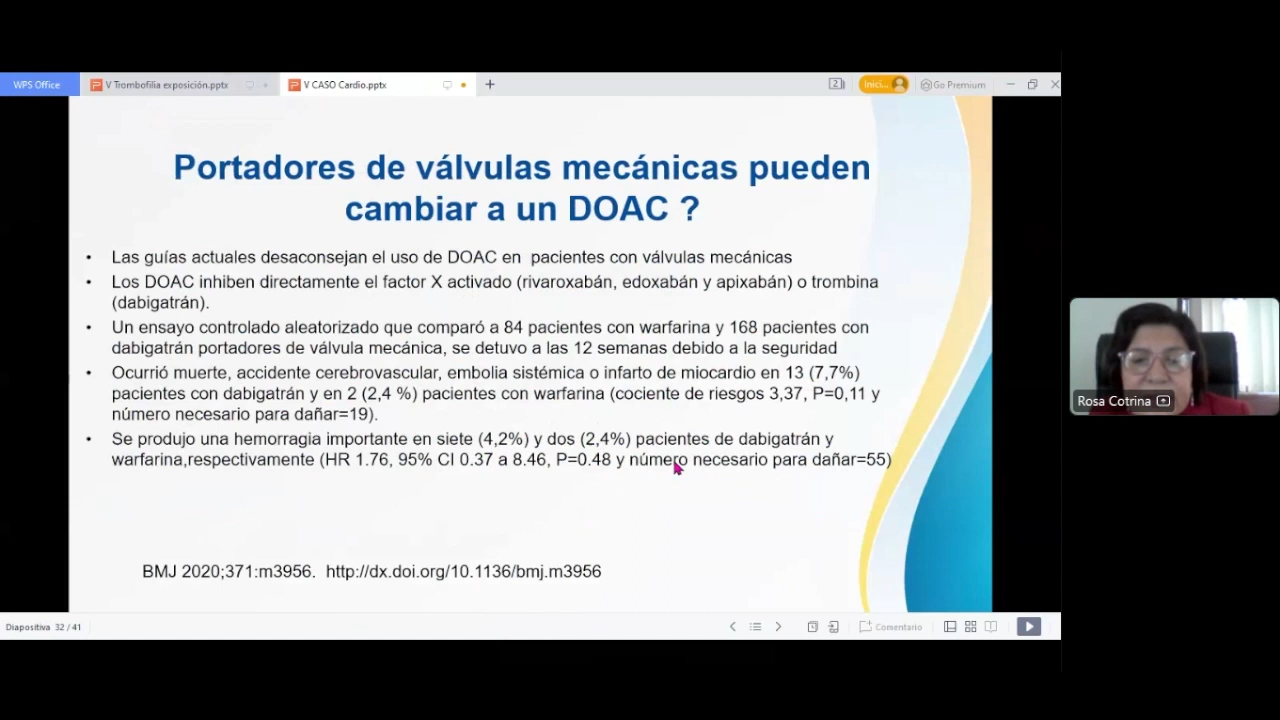 WPS Office
V Trombofilia exposición.pptx
V CASO Cardio.pptx
2
Inici...
Go Premium
Portadores de válvulas mecánicas pueden
cambiar a un DOAC ?
• Las guías actuales desaconsejan el uso de DOAC en pacientes con válvulas mecánicas
• Los DOAC inhiben directamente el factor X activado (rivaroxabán, edoxabán y apixabán) o trombina
(dabigatrán).
• Un ensayo controlado aleatorizado que comparó a 84 pacientes con warfarina y 168 pacientes con
dabigatrán portadores de válvula mecánica, se detuvo a las 12 semanas debido a la seguridad
• Ocurrió muerte, accidente cerebrovascular, embolia sistémica o infarto de miocardio en 13 (7,7%)
pacientes con dabigatrán y en 2 (2,4 %) pacientes con warfarina (cociente de riesgos 3,37, P=0,11 y
número necesario para dañar=19).
• Se produjo una hemorragia importante en siete (4,2%) y dos (2,4%) pacientes de dabigatrán y
warfarina,respectivamente (HR 1.76, 95% CI 0.37 a 8.46, P=0.48 y número necesario para dañar=55)
BMJ 2020;371:m3956. http://dx.doi.org/10.1136/bmj.m3956
Rosa Cotrina
Diapositiva 32 / 41
Comentario